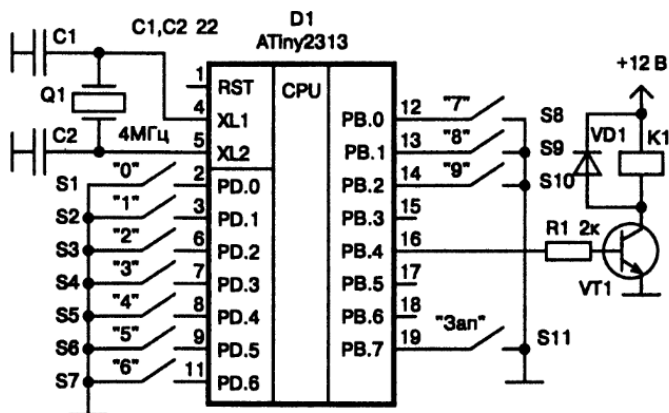 D1
C1,C2 22
ATiny2313
C1
Q1
C2
4МГц
1 RST
4 XL1
5 XL2
CPU
S1 "0" 2 PD.0
S2 "1" 3 PD.1
S3 "2" 6 PD.2
S4 "3" 7 PD.3
S5 "4" 8 PD.4
S6 "5" 9 PD.5
S7 "6" 11 PD.6
PB.0 12 "7" S8
PB.1 13 "8" S9
PB.2 14 "9" S10
PB.3 15
PB.4 16
PB.5 17
PB.6 18
PB.7 19 "Зап" S11
+12 В
VD1
K1
R1 2к
VT1